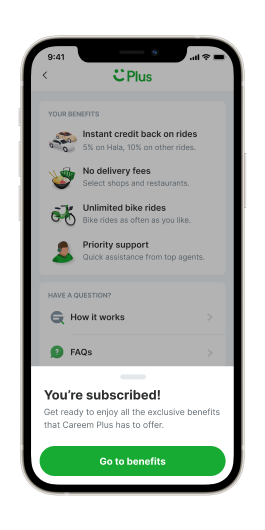 9:41
Plus
YOUR BENEFITS
Instant credit back on rides
5% on Hala, 10% on other rides.
No delivery fees
Select shops and restaurants.
Unlimited bike rides
Bike rides as often as you like.
Priority support
Quick assistance from top agents.
HAVE A QUESTION?
How it works
FAQs
You're subscribed!
Get ready to enjoy all the exclusive benefits
that Careem Plus has to offer.
Go to benefits